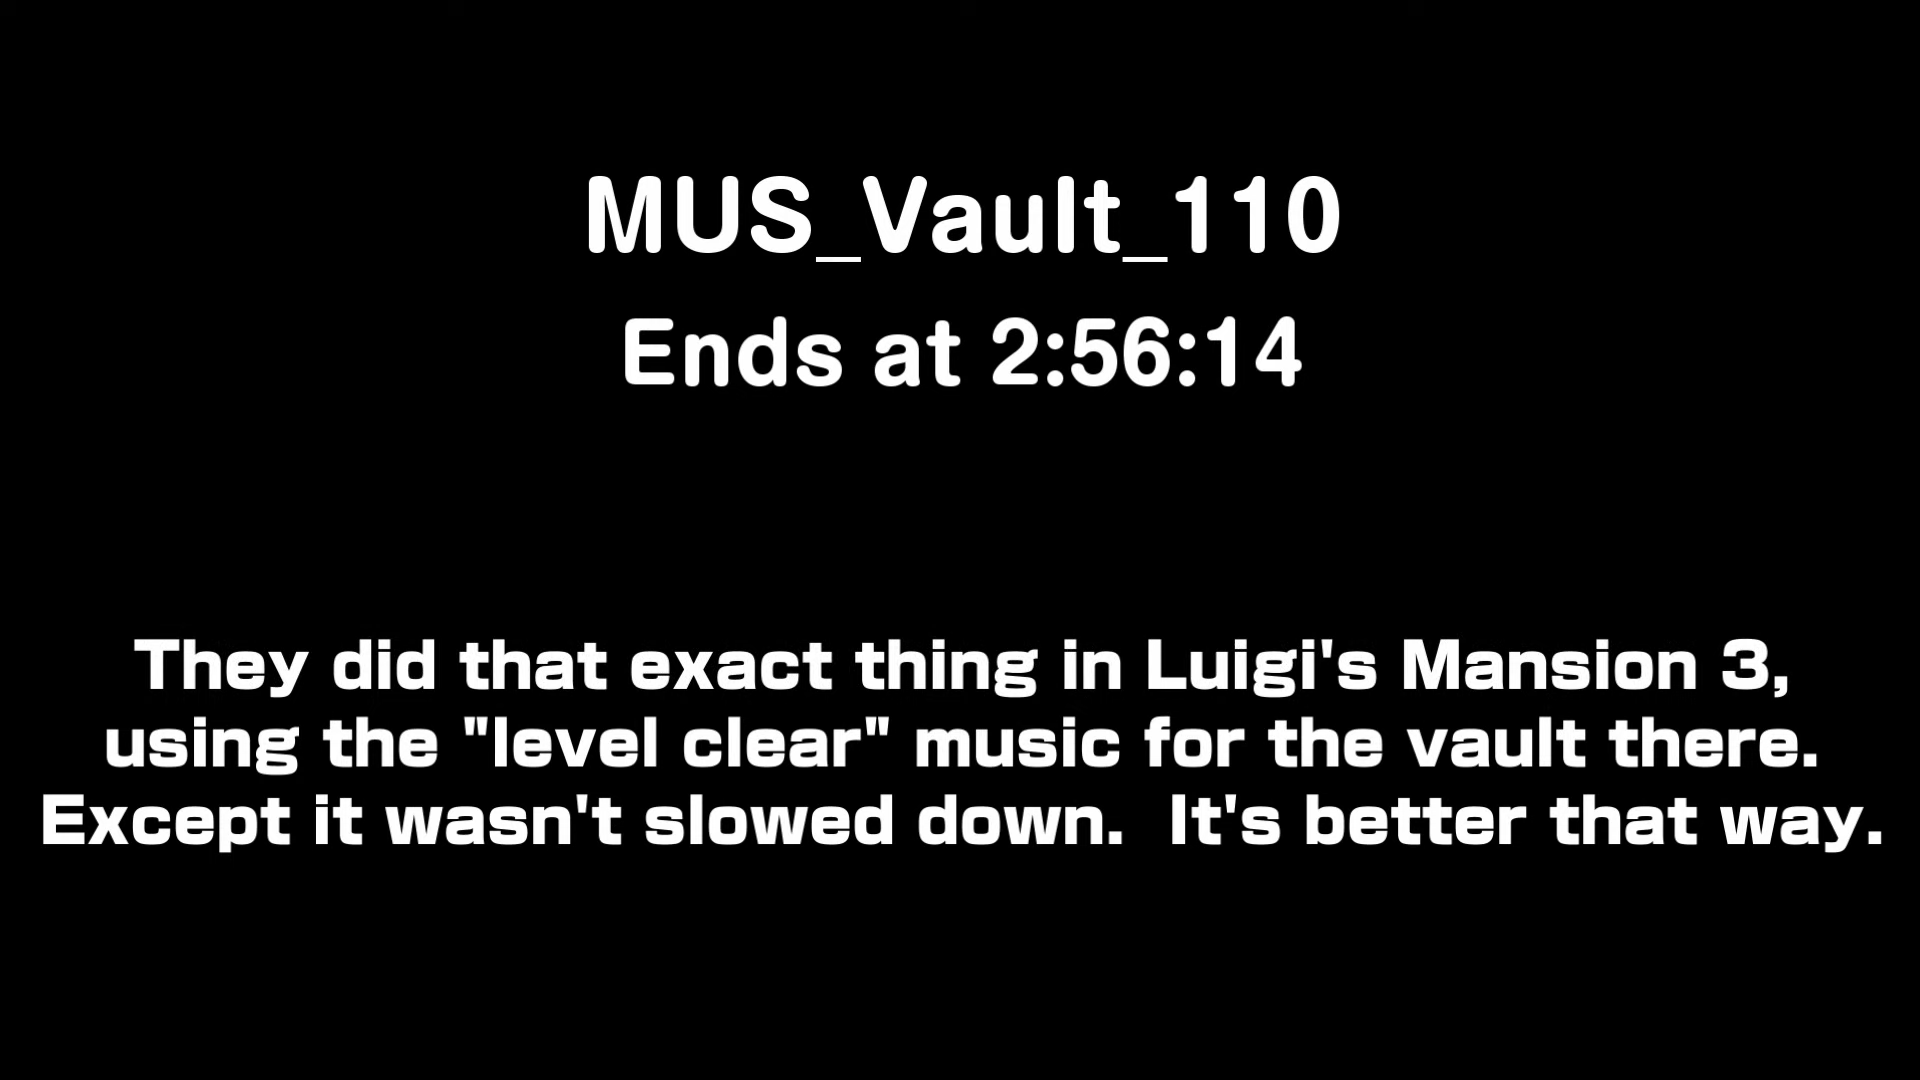 MUS_Vault_110
Ends at 2:56:14
They did that exact thing in Luigi's Mansion 3,
using the "level clear" music for the vault there.
Except it wasn't slowed down.  It's better that way.